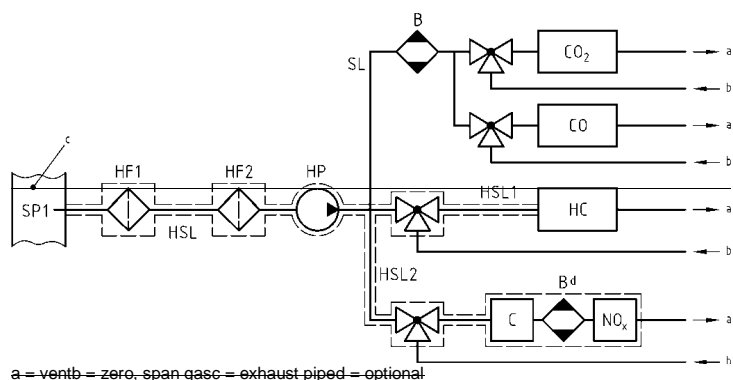 B
SL
CO2
a
b
CO
a
b
c
HF1
HF2
HP
SP1
HSL
HSL1
HC
a
b
HSL2
Bd
C
NOx
a
b
a = ventb = zero, span gasc = exhaust piped = optional